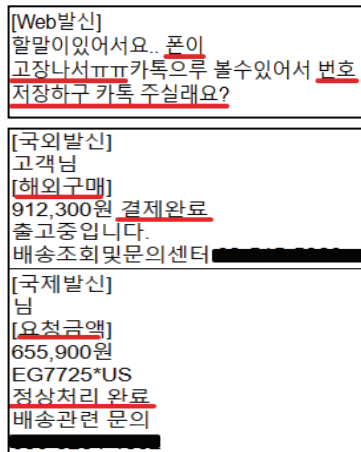 [Web발신]
할말이있어서요.. 폰이
고장나서ㅠㅠ카톡으루 볼수있어서 번호
저장하구 카톡 주실래요?
[국외발신]
고객님
[해외구매]
912,300원 결제완료
출고중입니다.
배송조회및문의센터
[국제발신]
님
[요청금액]
655,900원
EG7725*US
정상처리 완료
배송관련 문의